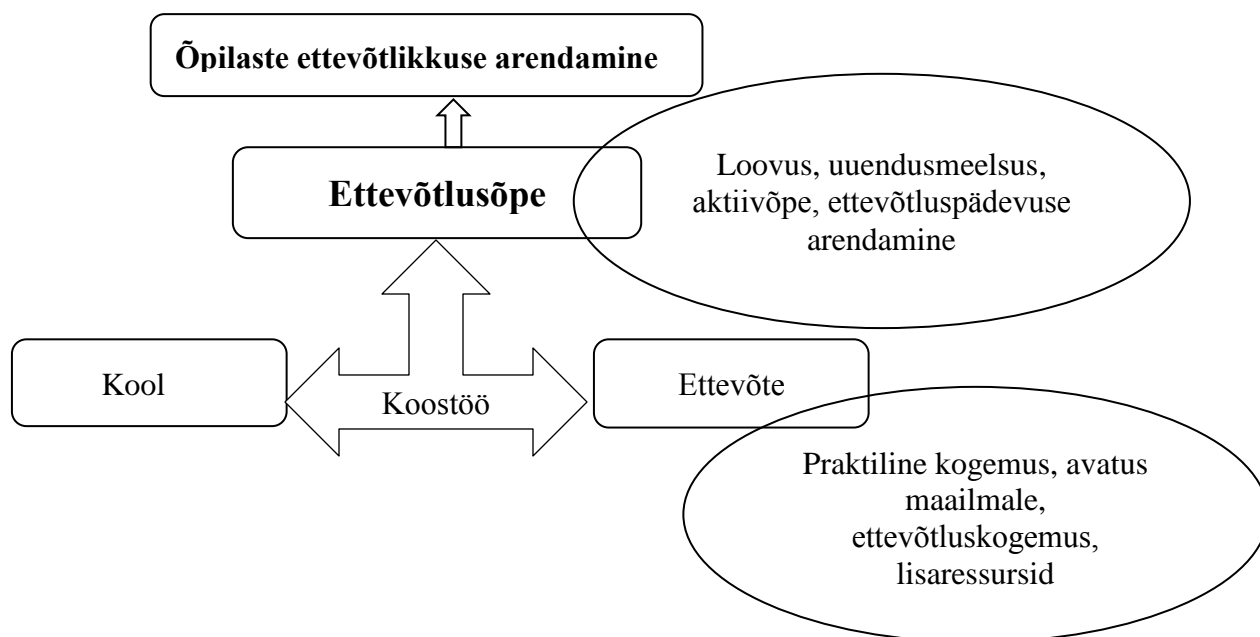 Õpilaste ettevõtlikkuse arendamine
Ettevõtlusõpe
Loovus, uuendusmeelsus,
aktiivõpe, ettevõtluspädevuse
arendamine
Kool
Koostöö
Ettevõte
Praktiline kogemus, avatus
maailmale,
ettevõtluskogemus,
lisaressursid